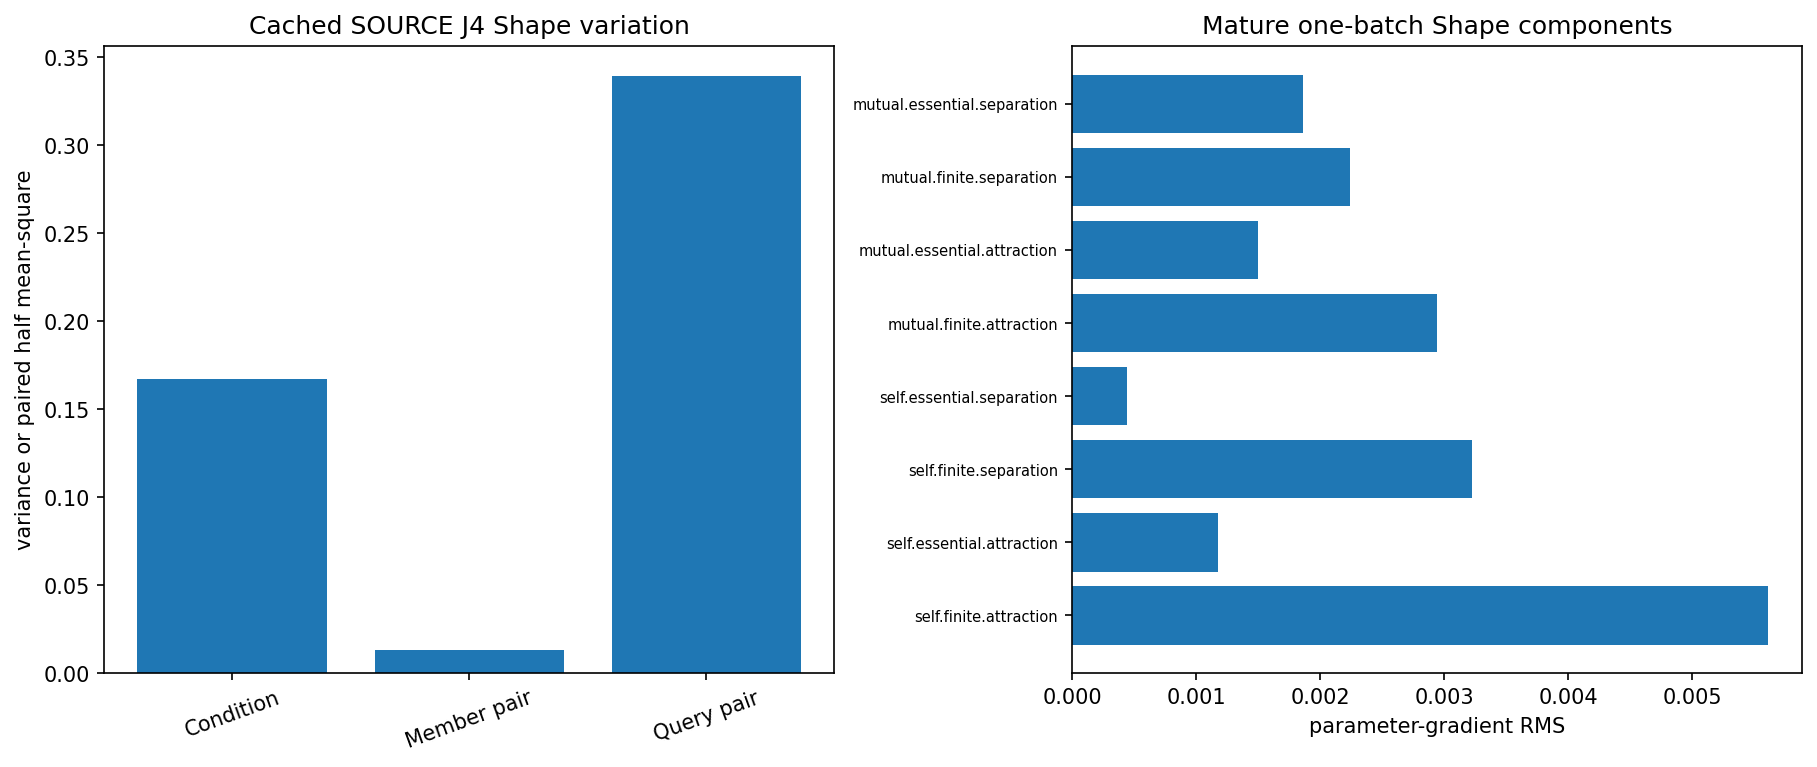 Cached SOURCE J4 Shape variation
variance or paired half mean-square
0.35
0.30
0.25
0.20
0.15
0.10
0.05
0.00
Condition
Member pair
Query pair
Mature one-batch Shape components
mutual.essential.separation
mutual.finite.separation
mutual.essential.attraction
mutual.finite.attraction
self.essential.separation
self.finite.separation
self.essential.attraction
self.finite.attraction
0.000
0.001
0.002
0.003
0.004
0.005
parameter-gradient RMS